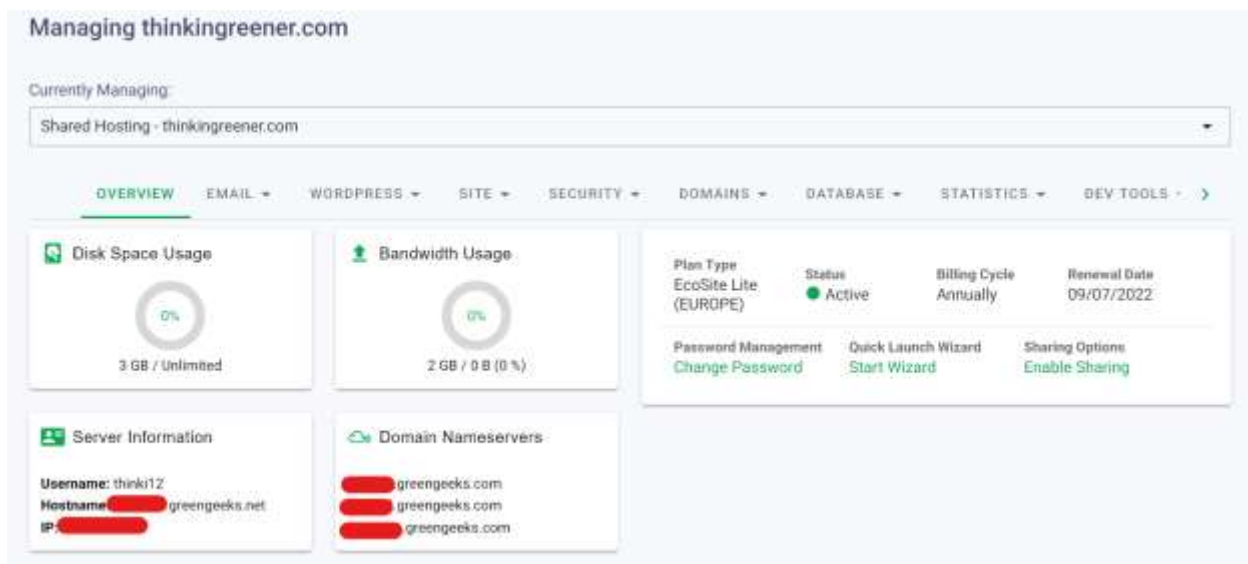 Managing thinkingreener.com
Currently Managing:
Shared Hosting - thinkingreener.com
OVERVIEW EMAIL WORDPRESS SITE SECURITY DOMAINS DATABASE STATISTICS DEV TOOLS
Disk Space Usage
0%
3 GB / Unlimited
Bandwidth Usage
0%
2 GB / 0 B (0 %)
Plan Type
EcoSite Lite
(EUROPE)
Status
Active
Billing Cycle
Annually
Renewal Date
09/07/2022
Password Management
Change Password
Quick Launch Wizard
Start Wizard
Sharing Options
Enable Sharing
Server Information
Username: thinki12
Hostname greengeeks.net
IP:
Domain Nameservers
greengeeks.com
greengeeks.com
.greengeeks.com